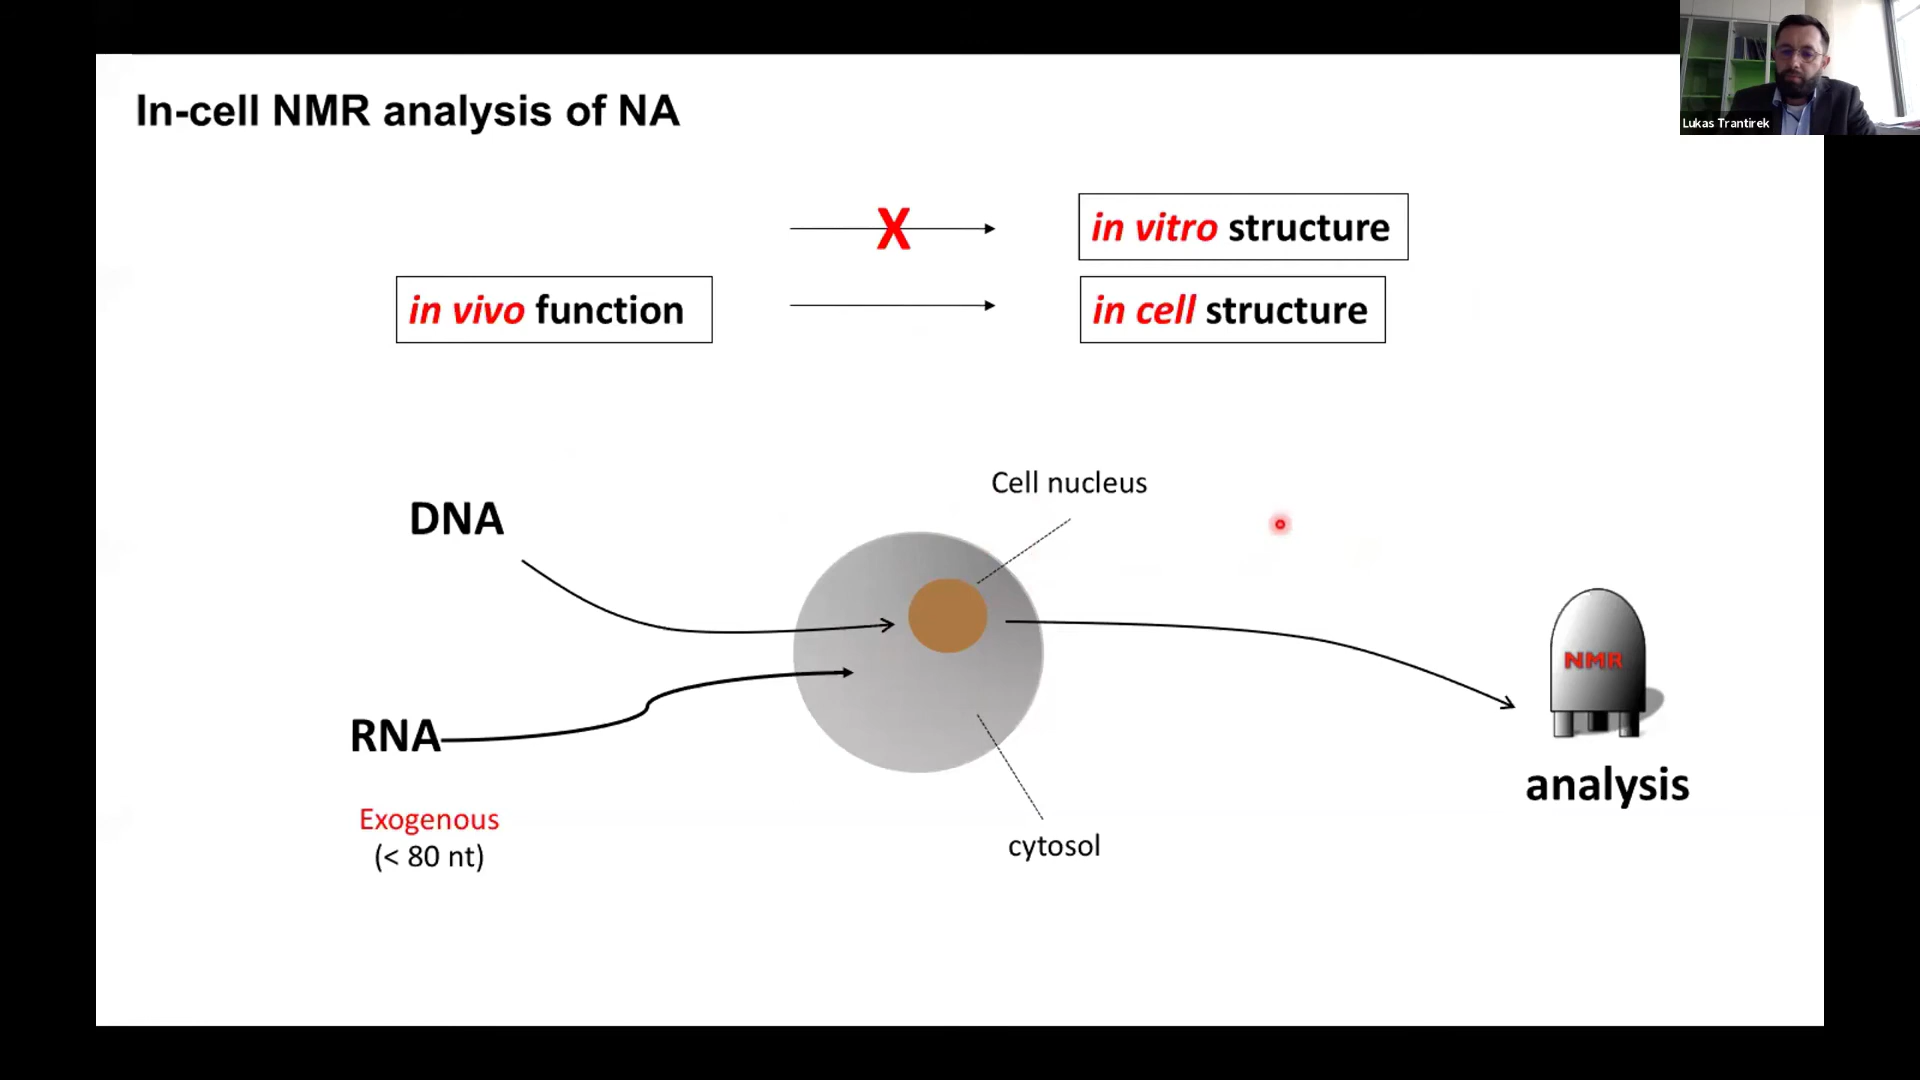 Lukas Trantirek
In-cell NMR analysis of NA
X
in vitro structure
in vivo function
in cell structure
Cell nucleus
DNA
NMR
RNA
analysis
Exogenous
(< 80 nt)
cytosol